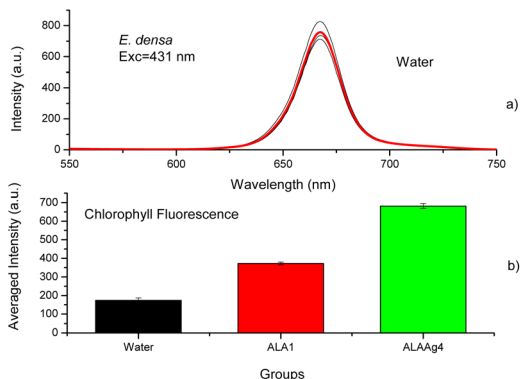 800
600
400
200
0
Intensity (a.u.)
E. densa
Exc=431 nm
Water
a)
550 600 650 700 750
Wavelength (nm)
700
600
500
400
300
200
100
0
Averaged Intensity (a.u.)
Chlorophyll Fluorescence
b)
Water ALA1 ALAAg4
Groups